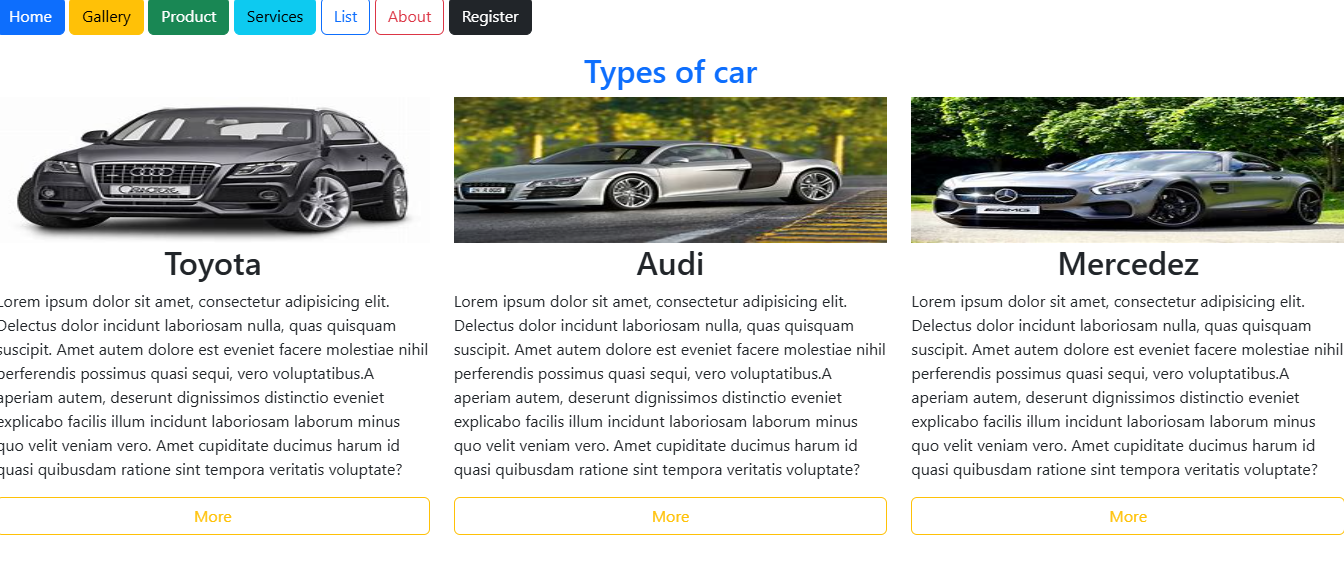 Home Gallery Product Services List About Register
Types of car
CARACTERE
Toyota
Lorem ipsum dolor sit amet, consectetur adipisicing elit.
Delectus dolor incidunt laboriosam nulla, quas quisquam
suscipit. Amet autem dolore est eveniet facere molestiae nihil
perferendis possimus quasi sequi, vero voluptatibus.A
aperiam autem, deserunt dignissimos distinctio eveniet
explicabo facilis illum incidunt laboriosam laborum minus
quo velit veniam vero. Amet cupiditate ducimus harum id
quasi quibusdam ratione sint tempora veritatis voluptate?
More
Audi
Lorem ipsum dolor sit amet, consectetur adipisicing elit.
Delectus dolor incidunt laboriosam nulla, quas quisquam
suscipit. Amet autem dolore est eveniet facere molestiae nihil
perferendis possimus quasi sequi, vero voluptatibus.A
aperiam autem, deserunt dignissimos distinctio eveniet
explicabo facilis illum incidunt laboriosam laborum minus
quo velit veniam vero. Amet cupiditate ducimus harum id
quasi quibusdam ratione sint tempora veritatis voluptate?
More
Mercedez
Lorem ipsum dolor sit amet, consectetur adipisicing elit.
Delectus dolor incidunt laboriosam nulla, quas quisquam
suscipit. Amet autem dolore est eveniet facere molestiae nihil
perferendis possimus quasi sequi, vero voluptatibus.A
aperiam autem, deserunt dignissimos distinctio eveniet
explicabo facilis illum incidunt laboriosam laborum minus
quo velit veniam vero. Amet cupiditate ducimus harum id
quasi quibusdam ratione sint tempora veritatis voluptate?
More